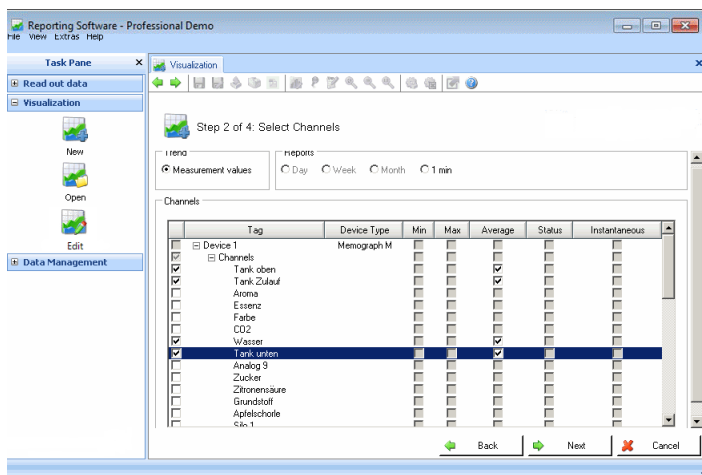 Reporting Software - Professional Demo
File View Extras Help
Task Pane
Visualization
Read out data
Visualization
New
Open
Edit
Data Management
Step 2 of 4: Select Channels
Trend
Reports
Measurement values
Day Week Month 1 min
Channels
Tag Device Type Min Max Average Status Instantaneous
Device 1 Memograph M
Channels
Tank oben
Tank Zulauf
Aroma
Essenz
Farbe
CO2
Wasser
Tank unten
Analog 9
Zucker
Zitronensäure
Grundstoff
Apfelschorle
Silo 1
Back Next Cancel